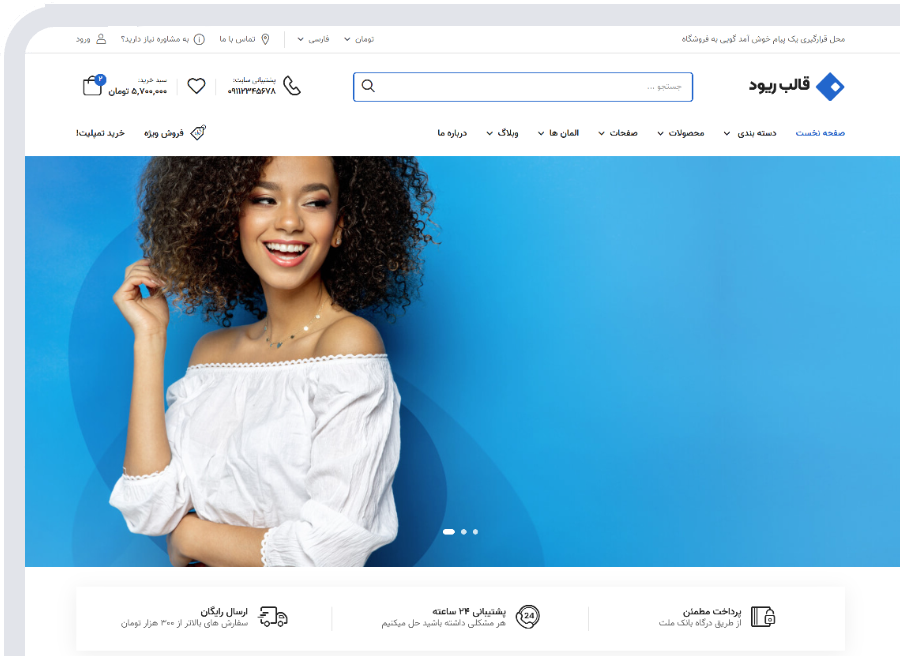 محل قرارگیری یک پیام خوش آمد گویی به فروشگاه.
تومان
فارسی
تماس با ما
به مشاوره نیاز دارید؟
ورود
قالب ریود
جستجو ...
پشتیبانی سایت:
۰۹۱۱۲۳۴۵۶۷۸
سبد خرید:
۵,۷۰۰,۰۰۰ تومان
۲
صفحه نخست
دسته بندی
محصولات
صفحات
المان ها
وبلاگ
درباره ما
فروش ویژه
خرید تمپلیت!
پرداخت مطمئن
از طریق درگاه بانک ملت
24
پشتیبانی ۲۴ ساعته
هر مشکلی داشته باشید حل میکنیم
ارسال رایگان
سفارش های بالاتر از ۳۰۰ هزار تومان